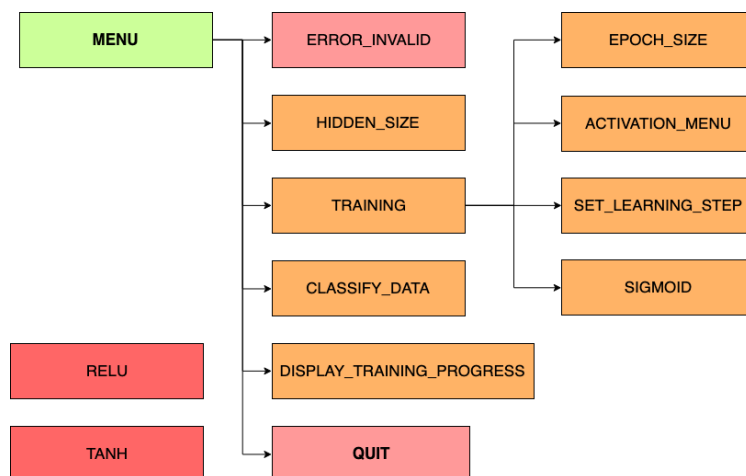 MENU
ERROR_INVALID
EPOCH_SIZE
HIDDEN_SIZE
ACTIVATION_MENU
TRAINING
SET_LEARNING_STEP
CLASSIFY_DATA
SIGMOID
RELU
DISPLAY_TRAINING_PROGRESS
TANH
QUIT